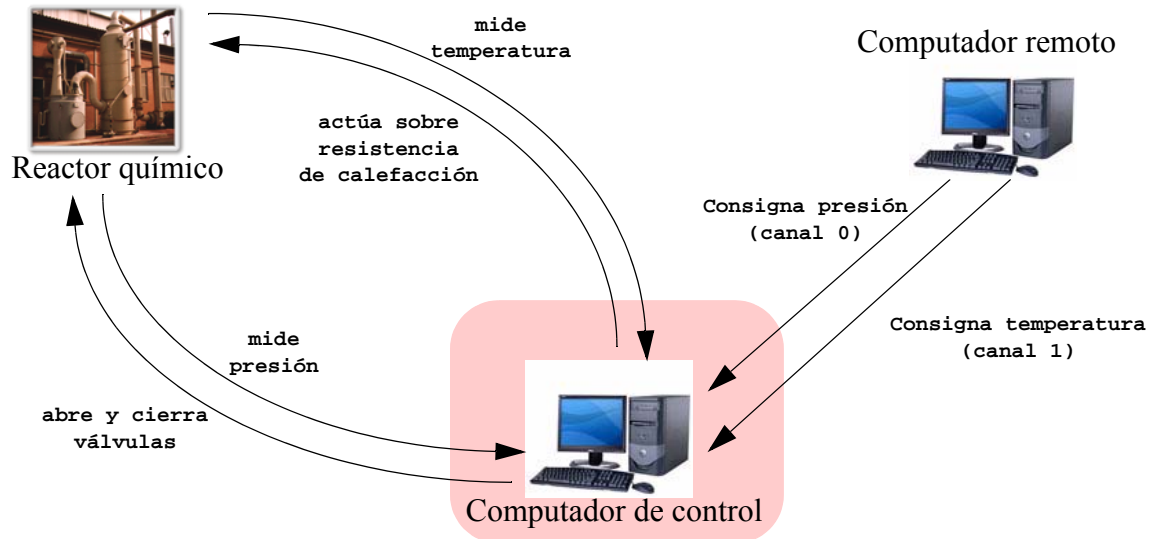 mide
temperatura
Computador remoto
actúa sobre
resistencia
de calefacción
Reactor químico
Consigna presión
(canal 0)
Consigna temperatura
(canal 1)
mide
presión
abre y cierra
válvulas
Computador de control